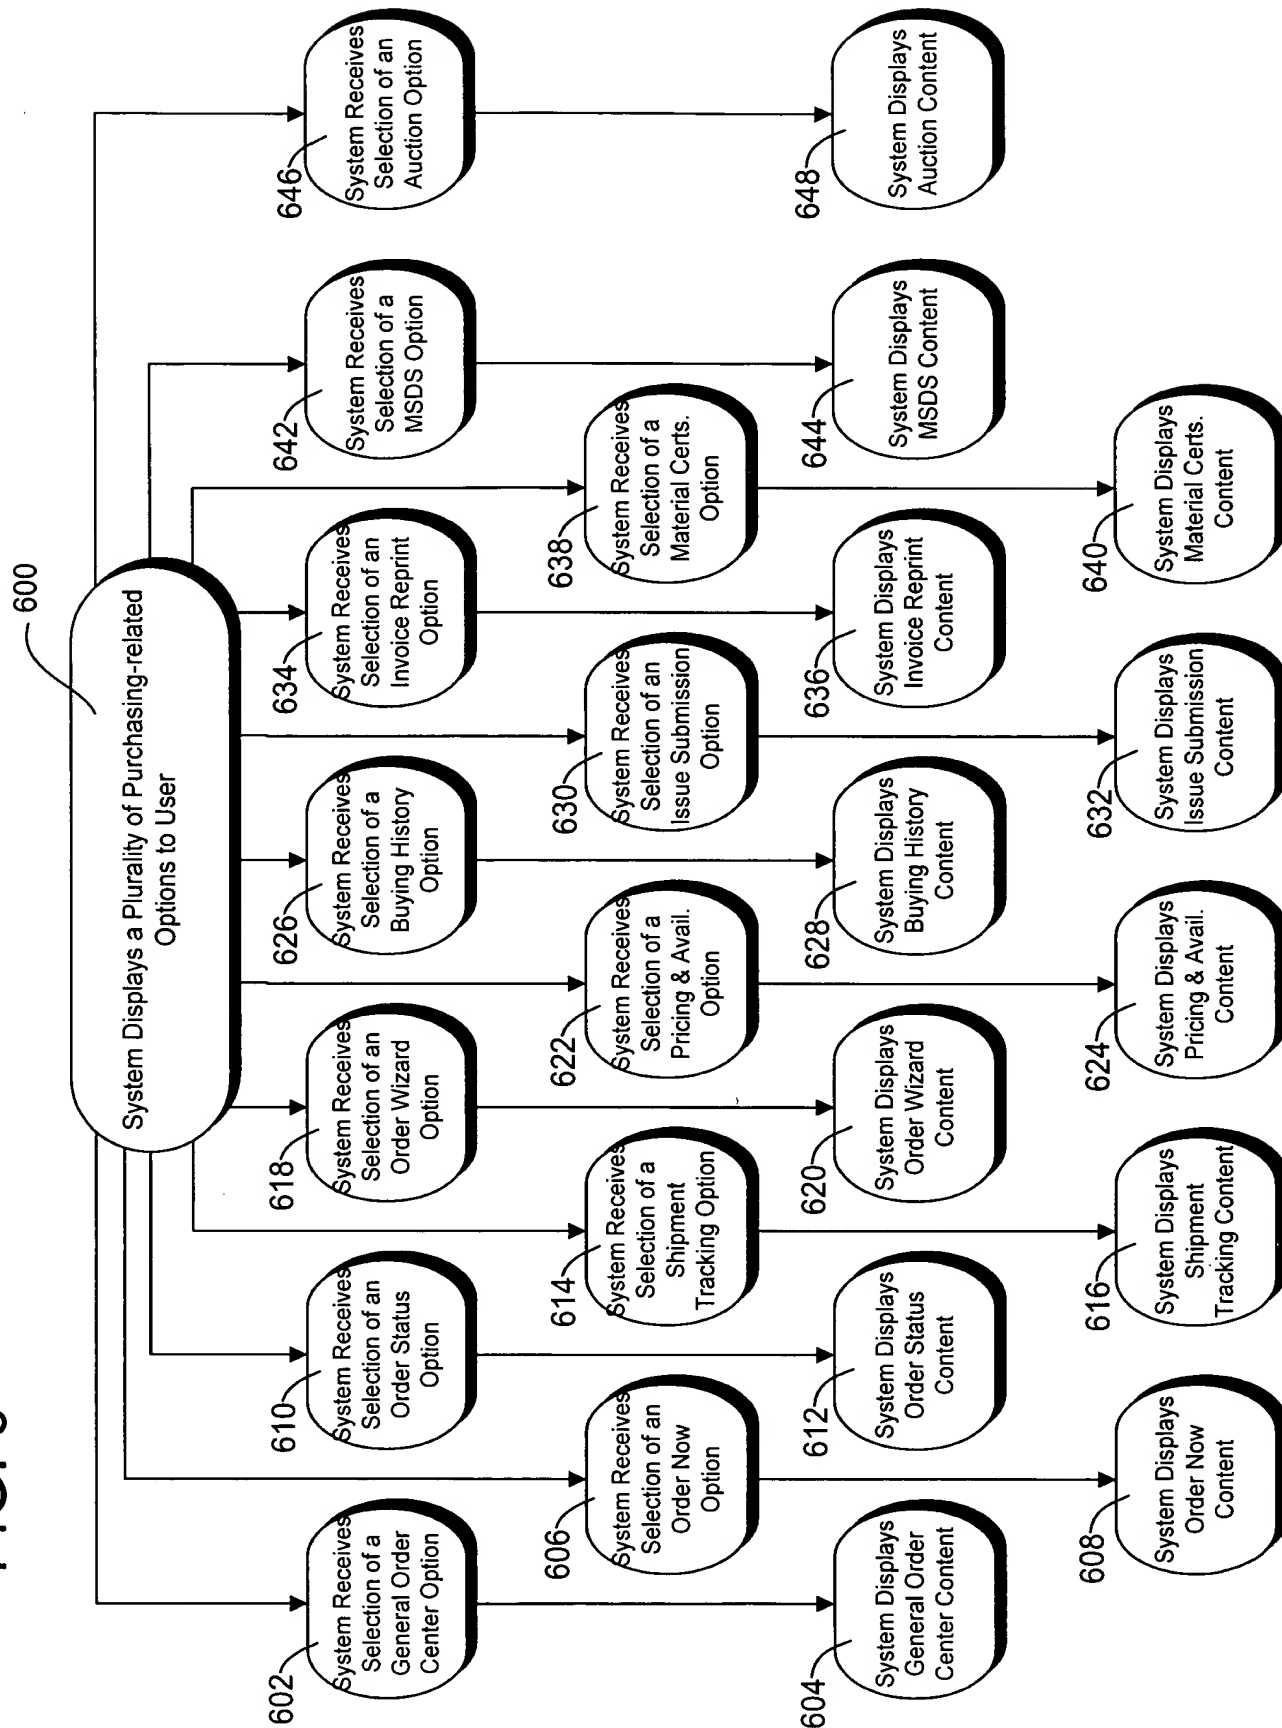 600
System Displays a Plurality of Purchasing-related
Options to User
602
System Receives
Selection of a
General Order
Center Option
610
System Receives
Selection of an
Order Status
Option
618
System Receives
Selection of an
Order Wizard
Option
626
System Receives
Selection of a
Buying History
Option
634
System Receives
Selection of an
Invoice Reprint
Option
642
System Receives
Selection of a
MSDS Option
646
System Receives
Selection of an
Auction Option
606
System Receives
Selection of an
Order Now
Option
614
System Receives
Selection of a
Shipment
Tracking Option
622
System Receives
Selection of a
Pricing & Avail.
Option
630
System Receives
Selection of an
Issue Submission
Option
638
System Receives
Selection of a
Material Certs.
Option
604
System Displays
General Order
Center Content
612
System Displays
Order Status
Content
620
System Displays
Order Wizard
Content
628
System Displays
Buying History
Content
636
System Displays
Invoice Reprint
Content
644
System Displays
MSDS Content
648
System Displays
Auction Content
608
System Displays
Order Now
Content
616
System Displays
Shipment
Tracking Content
624
System Displays
Pricing & Avail.
Content
632
System Displays
Issue Submission
Content
640
System Displays
Material Certs.
Content